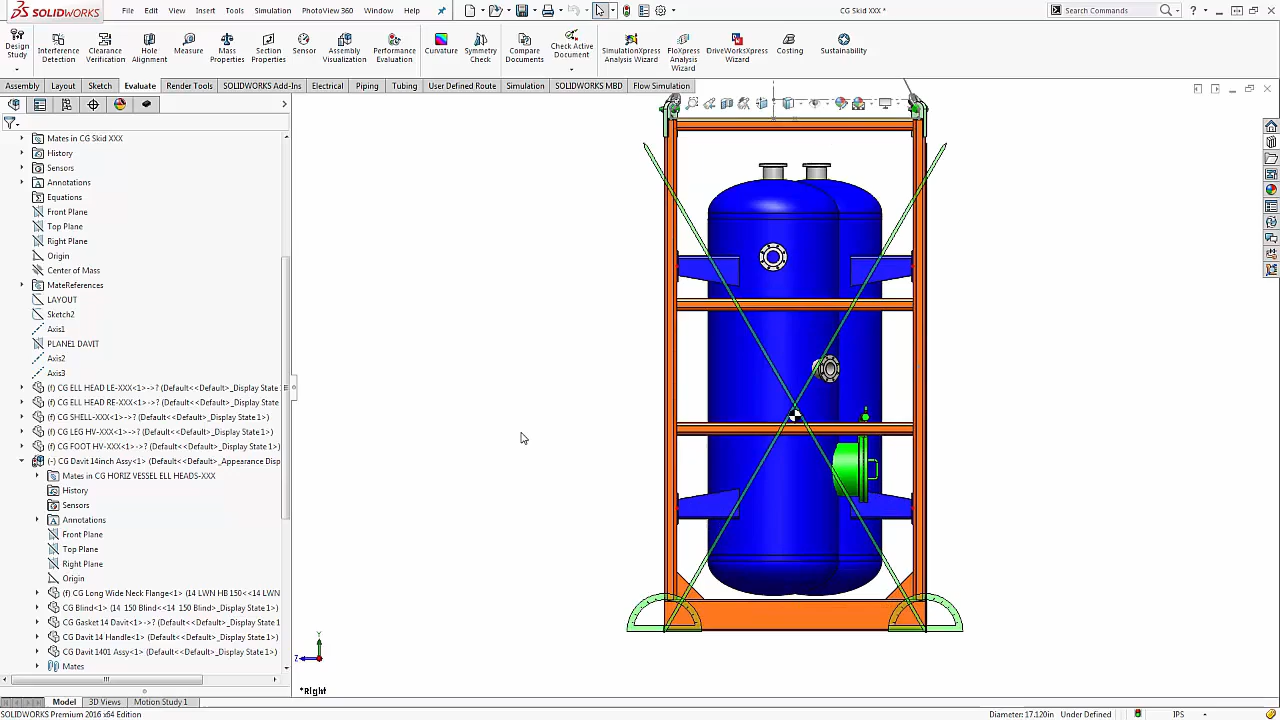 SOLIDWORKS File Edit View Insert Tools Simulation PhotoView 360 Window Help CG Skid XXX * Search Commands
Design Study
Interference Detection
Clearance Verification
Hole Alignment
Measure
Mass Properties
Section Properties
Sensor
Assembly Visualization
Performance Evaluation
Curvature
Symmetry Check
Compare Documents
Check Active Document
SimulationXpress Analysis Wizard
FloXpress Analysis Wizard
DriveWorksXpress Wizard
Costing
Sustainability
Assembly Layout Sketch Evaluate Render Tools SOLIDWORKS Add-Ins Electrical Piping Tubing User Defined Route Simulation SOLIDWORKS MBD Flow Simulation
Mates in CG Skid XXX
History
Sensors
Annotations
Equations
Front Plane
Top Plane
Right Plane
Origin
Center of Mass
MateReferences
LAYOUT
Sketch2
Axis1
PLANE1 DAVIT
Axis2
Axis3
(f) CG ELL HEAD LE-XXX<1>->? (Default<<Default>_Display State
(f) CG ELL HEAD RE-XXX<1>->? (Default<<Default>_Display State
(f) CG SHELL-XXX<1>->? (Default<<Default>_Display State 1>)
(f) CG LEG HV-XXX<1>->? (Default<<Default>_Display State 1>)
(f) CG FOOT HV-XXX<1>->? (Default<<Default>_Display State 1>)
(-) CG Davit 14inch Assy<1> (Default<<Default>_Appearance Disp
Mates in CG HORIZ VESSEL ELL HEADS-XXX
History
Sensors
Annotations
Front Plane
Top Plane
Right Plane
Origin
(f) CG Long Wide Neck Flange<1> (14 LWN HB 150<<14 LWN
CG Blind<1> (14 150 Blind<<14 150 Blind>_Display State 1>)
CG Gasket 14 Davit<1> (Default<<Default>_Display State 1
CG Davit 14 Handle<1> (Default<<Default>_Display State 1>)
CG Davit 1401 Assy<1> (Default<<Default>_Display State 1>)
Mates
Y
Z
*Right
Model 3D Views Motion Study 1
SOLIDWORKS Premium 2016 x64 Edition Diameter: 17.120in Under Defined IPS